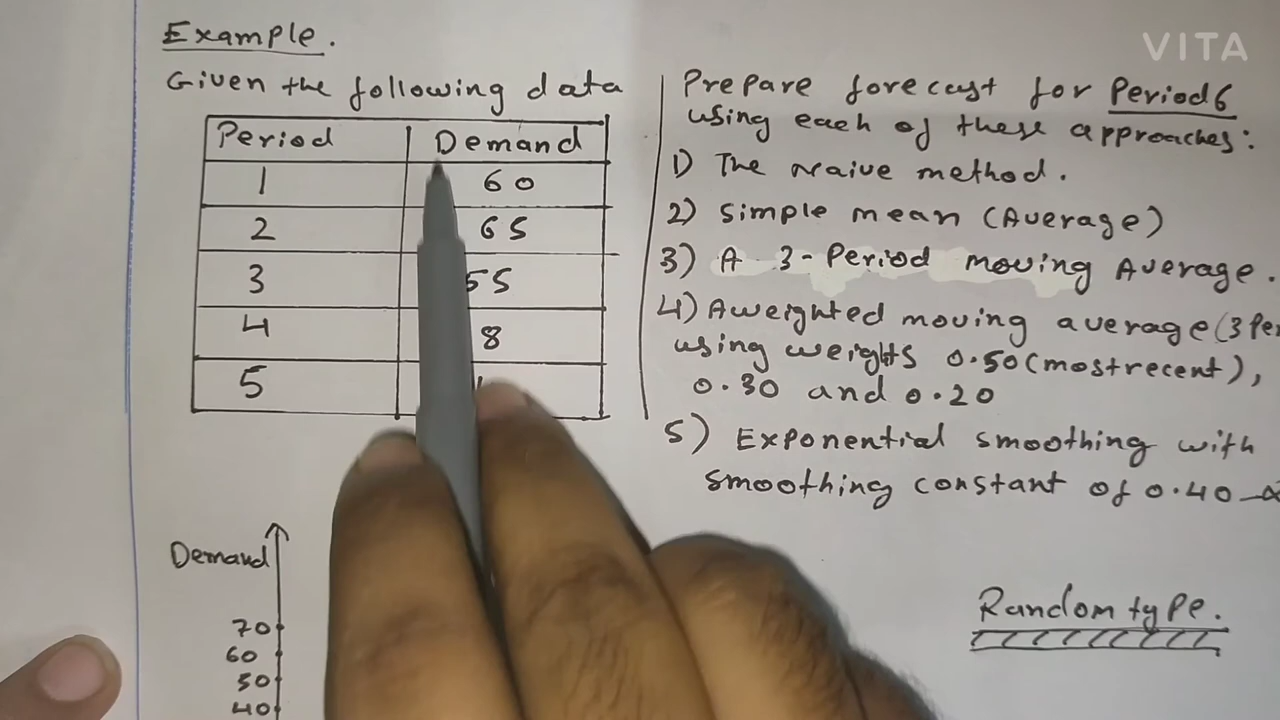 VITA
Example.
Given the following data
Period Demand
1 60
2 65
3 55
4 8
5
Prepare forecast for Period 6
using each of these approaches:
1) The naive method.
2) Simple mean (Average)
3) A 3-Period moving Average.
4) A weighted moving average (3 Per
using weights 0.50 (most recent),
0.30 and 0.20
5) Exponential smoothing with
smoothing constant of 0.40
Random type.
Demand
70
60
50
40